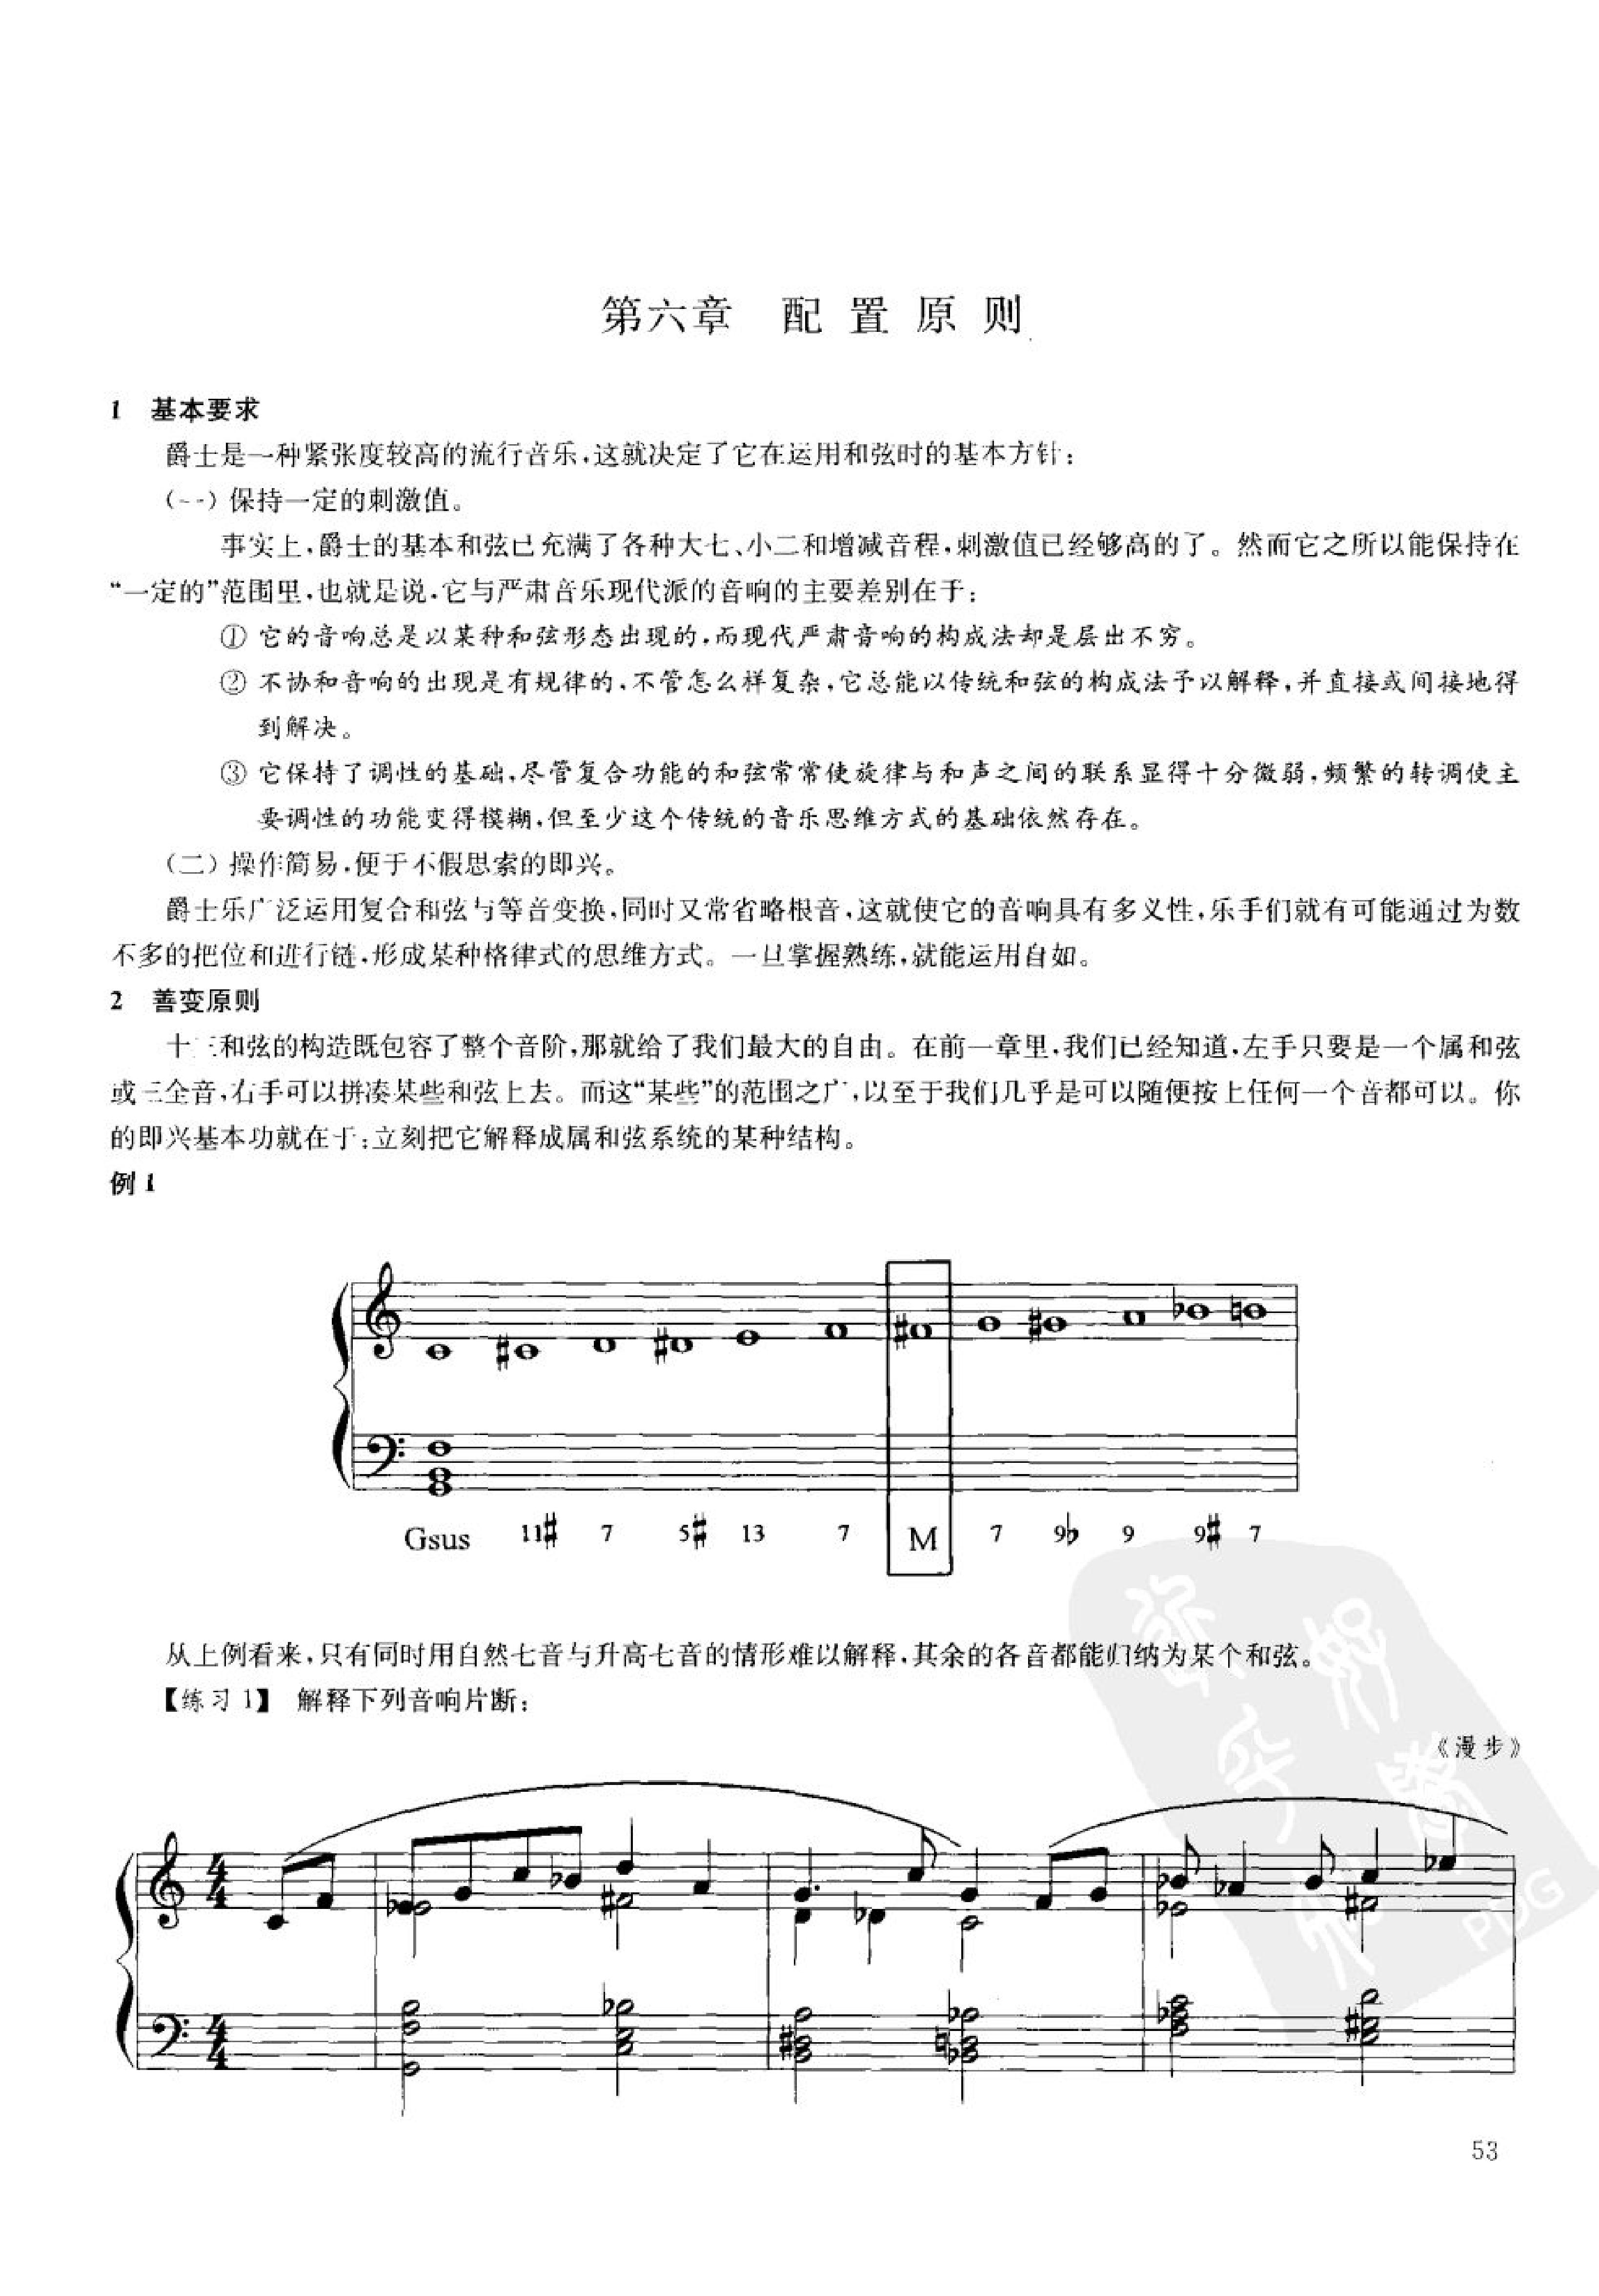 第六章 配置原则
1 基本要求
爵士是一种紧张度较高的流行音乐,这就决定了它在运用和弦时的基本方针:
(一)保持一定的刺激值。
事实上,爵士的基本和弦已充满了各种大七、小二和增减音程,刺激值已经够高的了。然而它之所以能保持在
“一定的”范围里,也就是说,它与严肃音乐现代派的音响的主要差别在于:
① 它的音响总是以某种和弦形态出现的,而现代严肃音响的构成法却是层出不穷。
② 不协和音响的出现是有规律的,不管怎么样复杂,它总能以传统和弦的构成法予以解释,并直接或间接地得
到解决。
③ 它保持了调性的基础,尽管复合功能的和弦常常使旋律与和声之间的联系显得十分微弱,频繁的转调使主
要调性的功能变得模糊,但至少这个传统的音乐思维方式的基础依然存在。
(二)操作简易,便于不假思索的即兴。
爵士乐广泛运用复合和弦与等音变换,同时又常省略根音,这就使它的音响具有多义性,乐手们就有可能通过为数
不多的把位和进行链,形成某种格律式的思维方式。一旦掌握熟练,就能运用自如。
2 善变原则
十三和弦的构造既包容了整个音阶,那就给了我们最大的自由。在前一章里,我们已经知道,左手只要是一个属和弦
或三全音,右手可以拼凑某些和弦上去。而这“某些”的范围之广,以至于我们几乎是可以随便按上任何一个音都可以。你
的即兴基本功就在于:立刻把它解释成属和弦系统的某种结构。
例 1
Gsus 11♯ 7 5♯ 13 7 M 7 9♭ 9 9♯ 7
从上例看来,只有同时用自然七音与升高七音的情形难以解释,其余的各音都能归纳为某个和弦。
【练习 1】 解释下列音响片断:
《漫步》
4 4
4 4
PDG
53